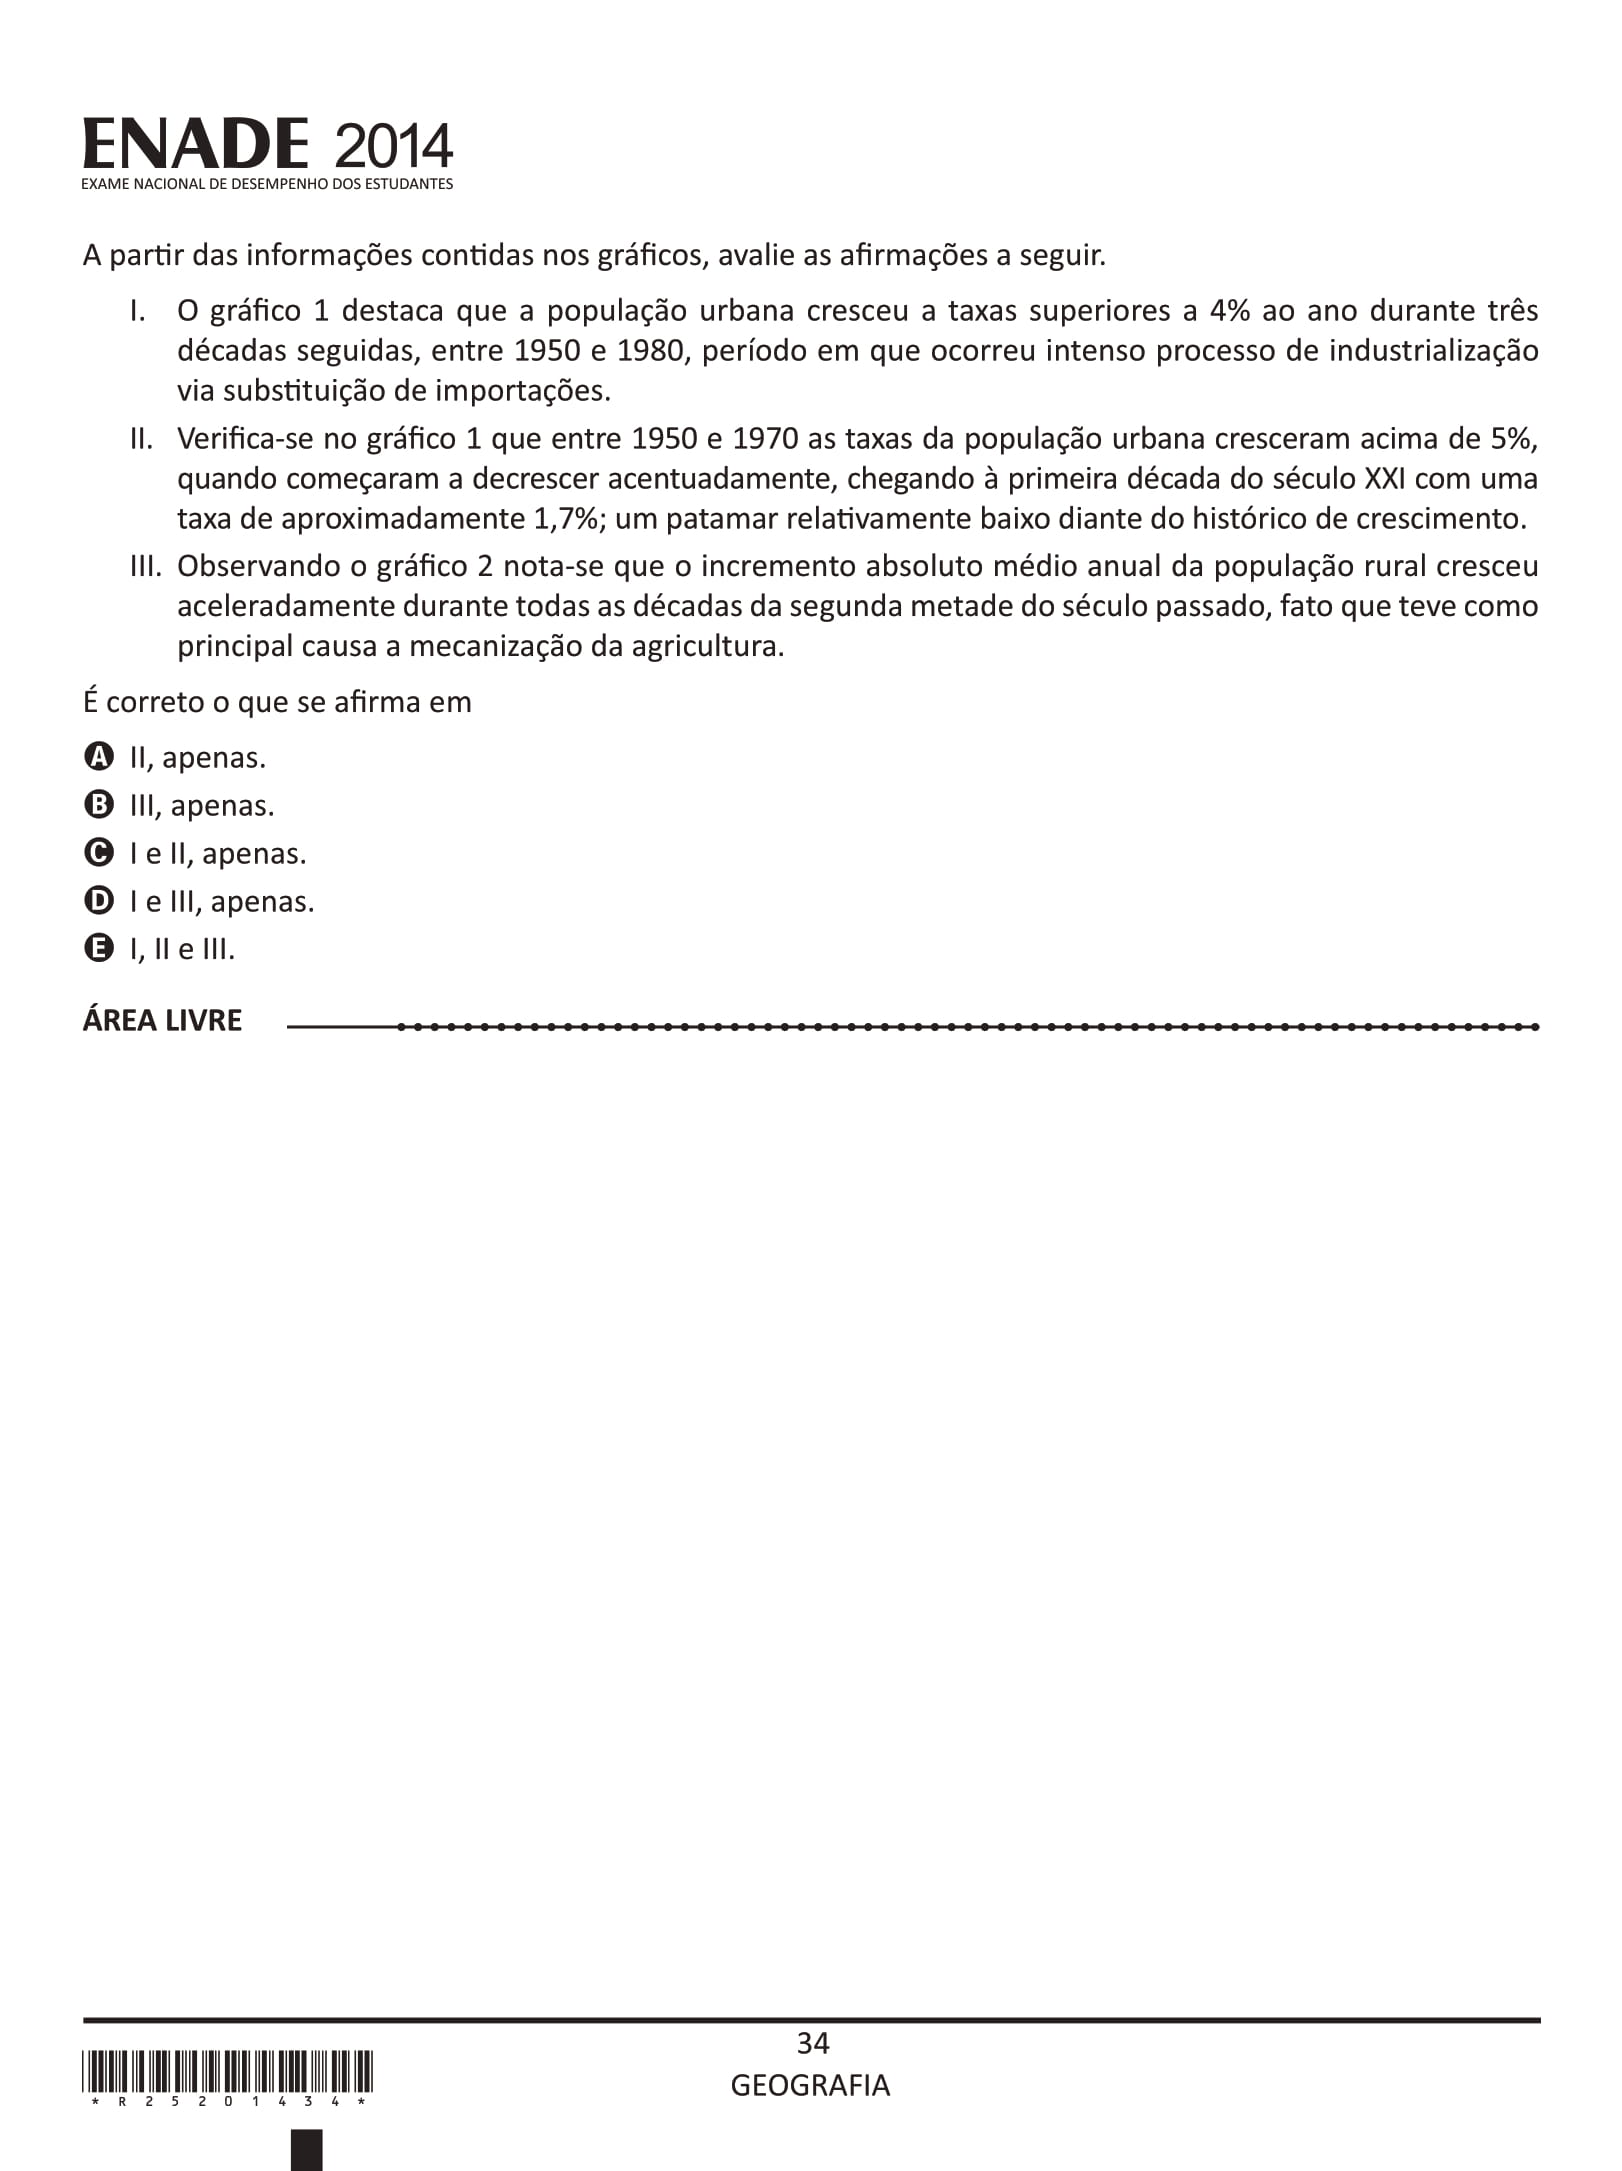 ENADE 2014
EXAME NACIONAL DE DESEMPENHO DOS ESTUDANTES
A partir das informações contidas nos gráficos, avalie as afirmações a seguir.
I. O gráfico 1 destaca que a população urbana cresceu a taxas superiores a 4% ao ano durante três
décadas seguidas, entre 1950 e 1980, período em que ocorreu intenso processo de industrialização
via substituição de importações.
II. Verifica-se no gráfico 1 que entre 1950 e 1970 as taxas da população urbana cresceram acima de 5%,
quando começaram a decrescer acentuadamente, chegando à primeira década do século XXI com uma
taxa de aproximadamente 1,7%; um patamar relativamente baixo diante do histórico de crescimento.
III. Observando o gráfico 2 nota-se que o incremento absoluto médio anual da população rural cresceu
aceleradamente durante todas as décadas da segunda metade do século passado, fato que teve como
principal causa a mecanização da agricultura.
É correto o que se afirma em
A II, apenas.
B III, apenas.
C I e II, apenas.
D I e III, apenas.
E I, II e III.
ÁREA LIVRE
34
GEOGRAFIA
* R 2 5 2 0 1 4 3 4 *